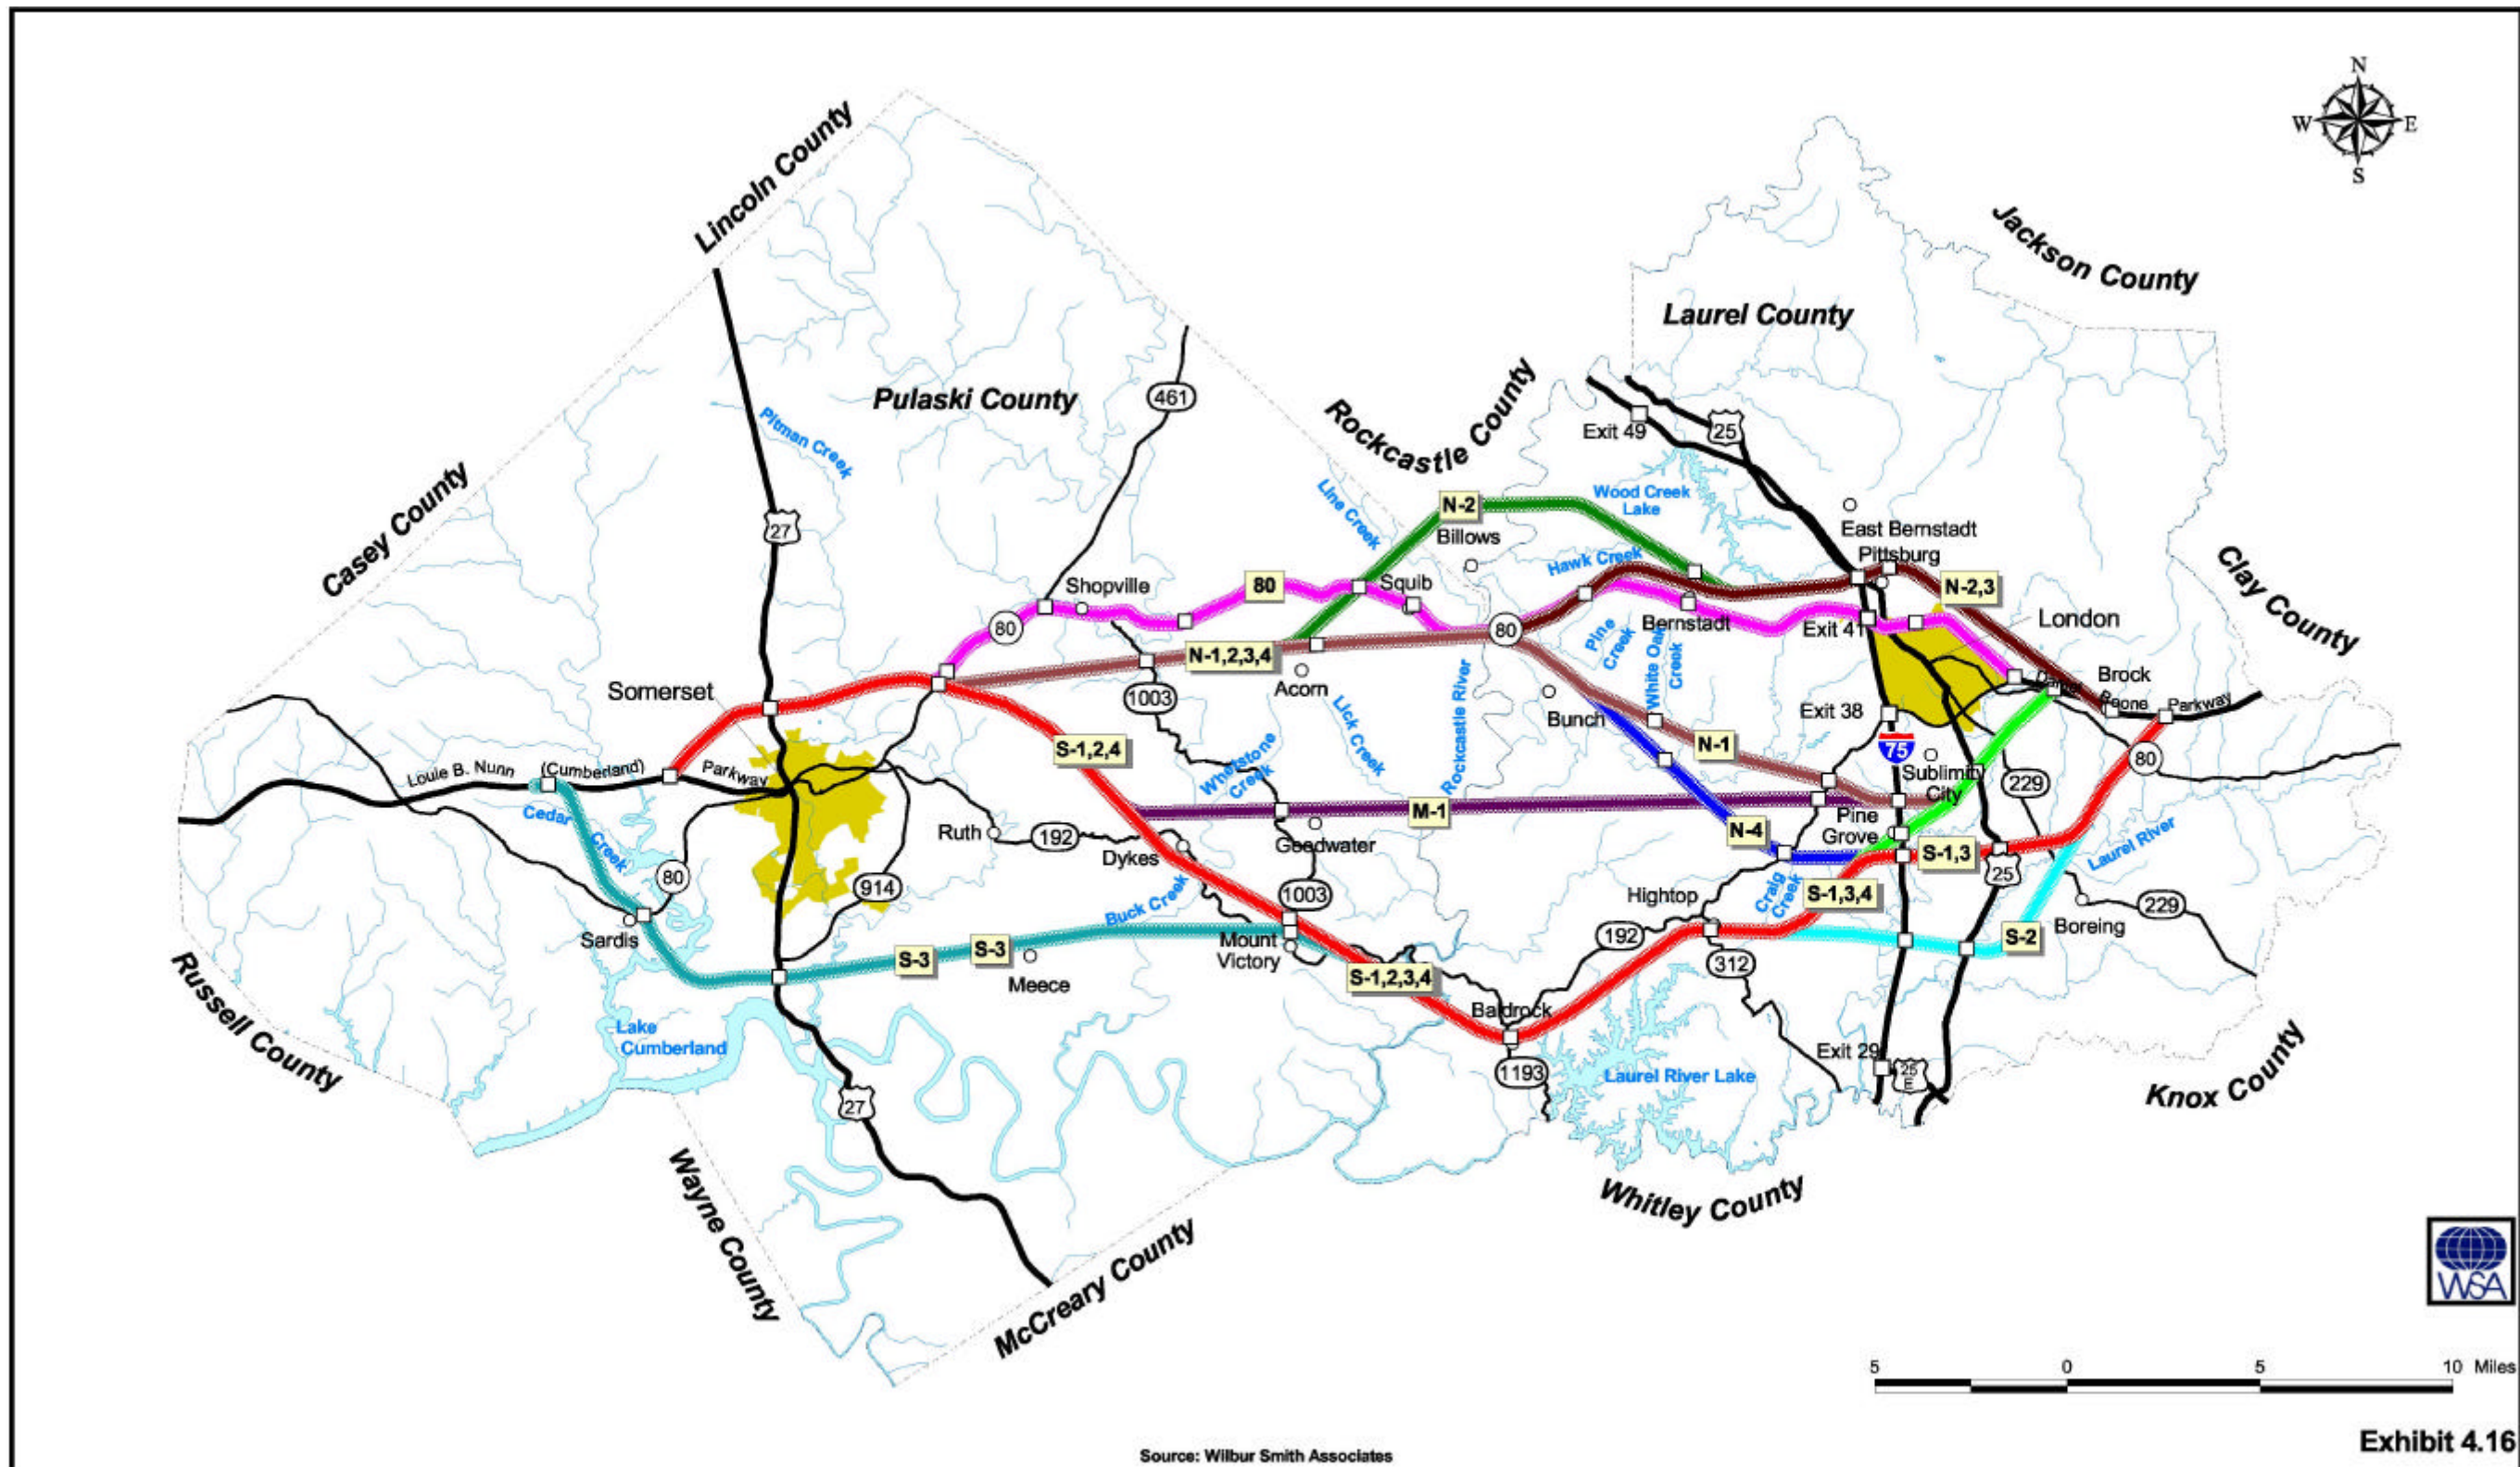 N
W E
S
Lincoln County
Jackson County
Laurel County
Pulaski County
461
Rockcastle County
Exit 49
25
Pitman Creek
Casey County
27
Line Creek
N-2
Billows
Wood Creek
Lake
East Bernstadt
Pittsburg
Hawk Creek
Clay County
Shopville
80
Squib
N-2,3
London
80
80
Pine
Creek
White Oak
Creek
Bernstadt
Exit 41
N-1,2,3,4
Acorn
Somerset
1003
Lick Creek
Rockcastle River
Bunch
Exit 38
Brock
Daniel Boone Parkway
S-1,2,4
Whetstone
Creek
N-1
75
80
Louie B. Nunn (Cumberland) Parkway
Sublimity
City
229
Cedar Creek
M-1
Pine
Grove
Ruth
192
Dykes
Goodwater
N-4
S-1,3
Laurel River
80
914
25
Buck Creek
1003
Hightop
Craig
Creek
S-1,3,4
Boreing
229
Sardis
S-3
S-3
Meece
Mount
Victory
192
312
S-2
S-1,2,3,4
Baldrock
Russell County
Lake
Cumberland
1193
Laurel River Lake
Exit 29
25
E
Knox County
27
Wayne County
Whitley County
McCreary County
WSA
5 0 5 10 Miles
Exhibit 4.16
Source: Wilbur Smith Associates